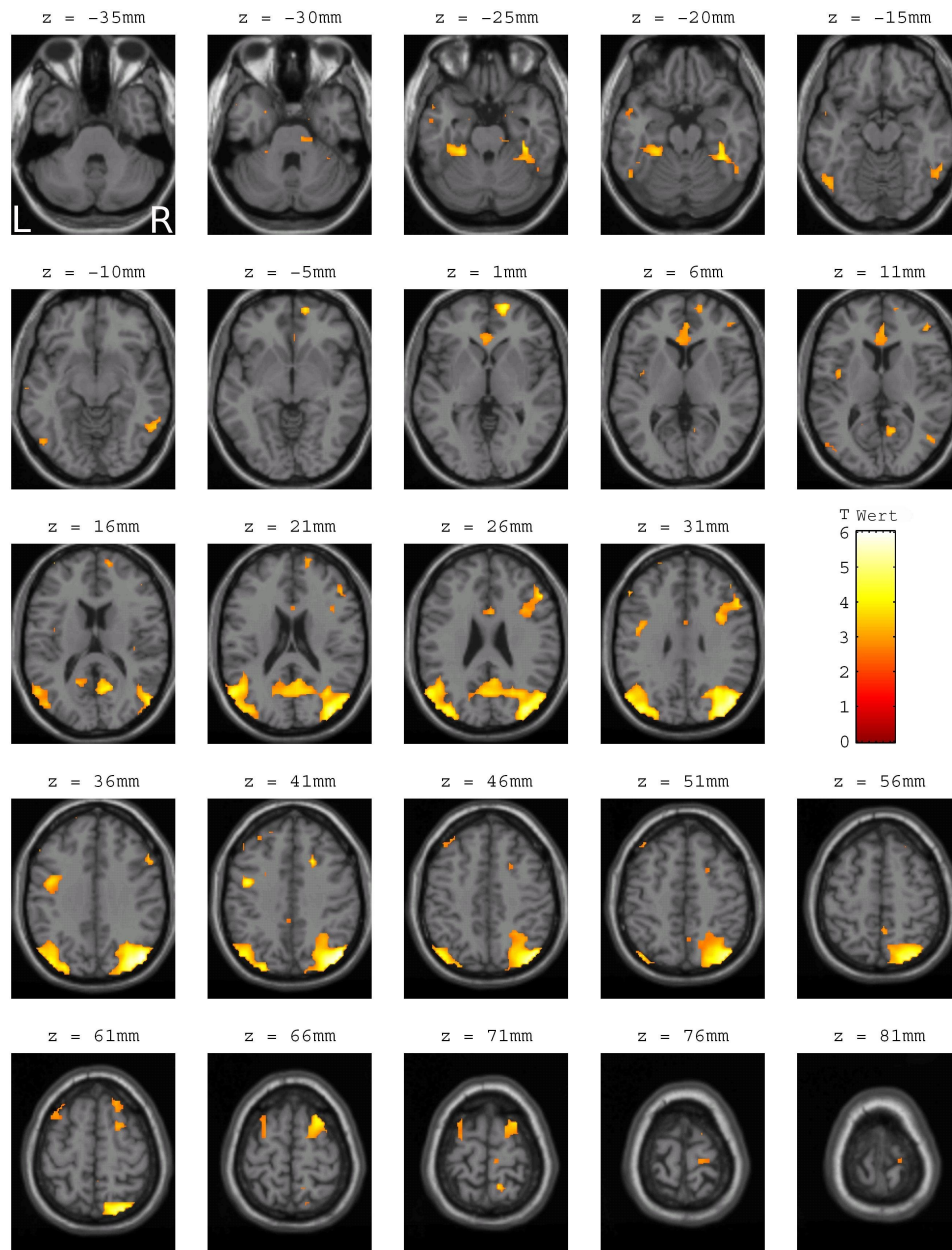 z = -35mm z = -30mm z = -25mm z = -20mm z = -15mm
L R
z = -10mm z = -5mm z = 1mm z = 6mm z = 11mm
z = 16mm z = 21mm z = 26mm z = 31mm
T Wert
6
5
4
3
2
1
0
z = 36mm z = 41mm z = 46mm z = 51mm z = 56mm
z = 61mm z = 66mm z = 71mm z = 76mm z = 81mm